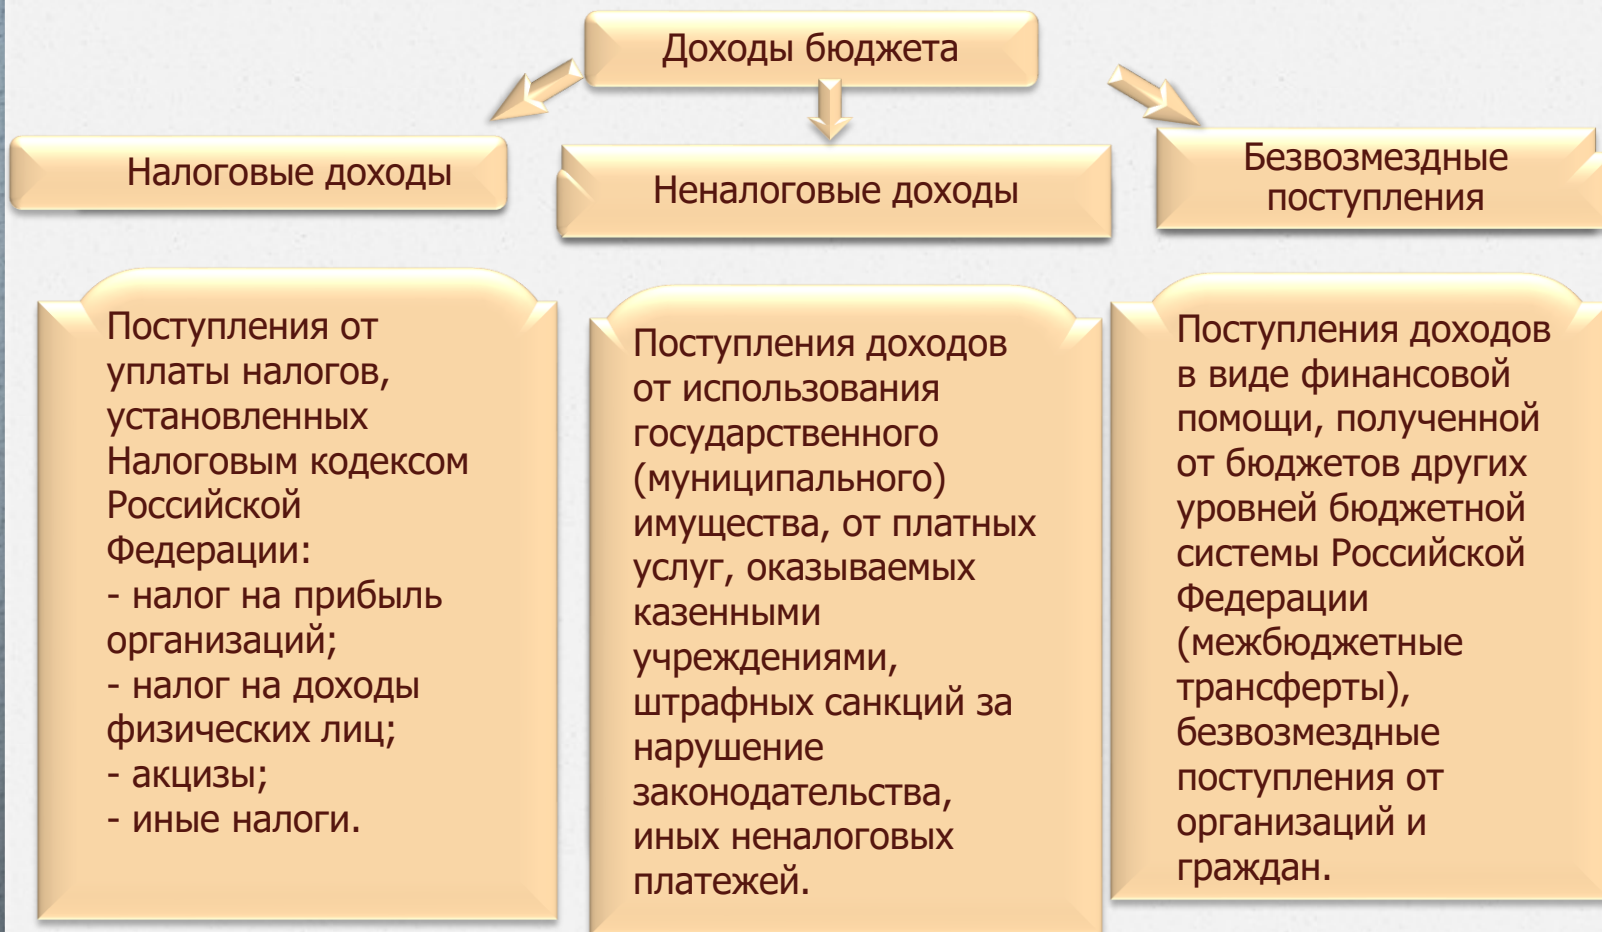 Доходы бюджета
Налоговые доходы
Неналоговые доходы
Безвозмездные
поступления
Поступления от
уплаты налогов,
установленных
Налоговым кодексом
Российской
Федерации:
- налог на прибыль
организаций;
- налог на доходы
физических лиц;
- акцизы;
- иные налоги.
Поступления доходов
от использования
государственного
(муниципального)
имущества, от платных
услуг, оказываемых
казенными
учреждениями,
штрафных санкций за
нарушение
законодательства,
иных неналоговых
платежей.
Поступления доходов
в виде финансовой
помощи, полученной
от бюджетов других
уровней бюджетной
системы Российской
Федерации
(межбюджетные
трансферты),
безвозмездные
поступления от
организаций и
граждан.